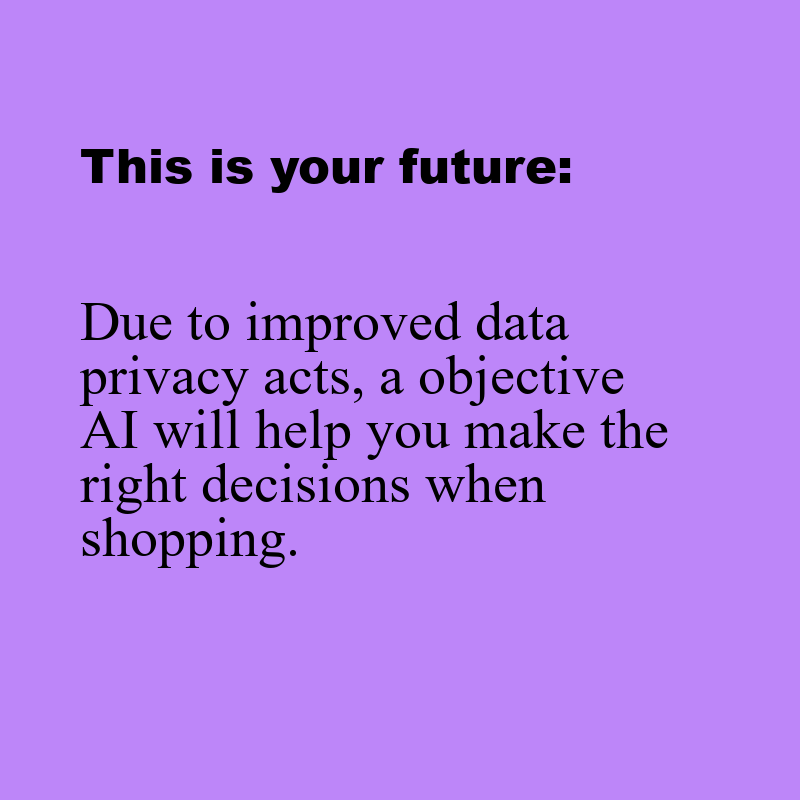 This is your future:
Due to improved data
privacy acts, a objective
AI will help you make the
right decisions when
shopping.